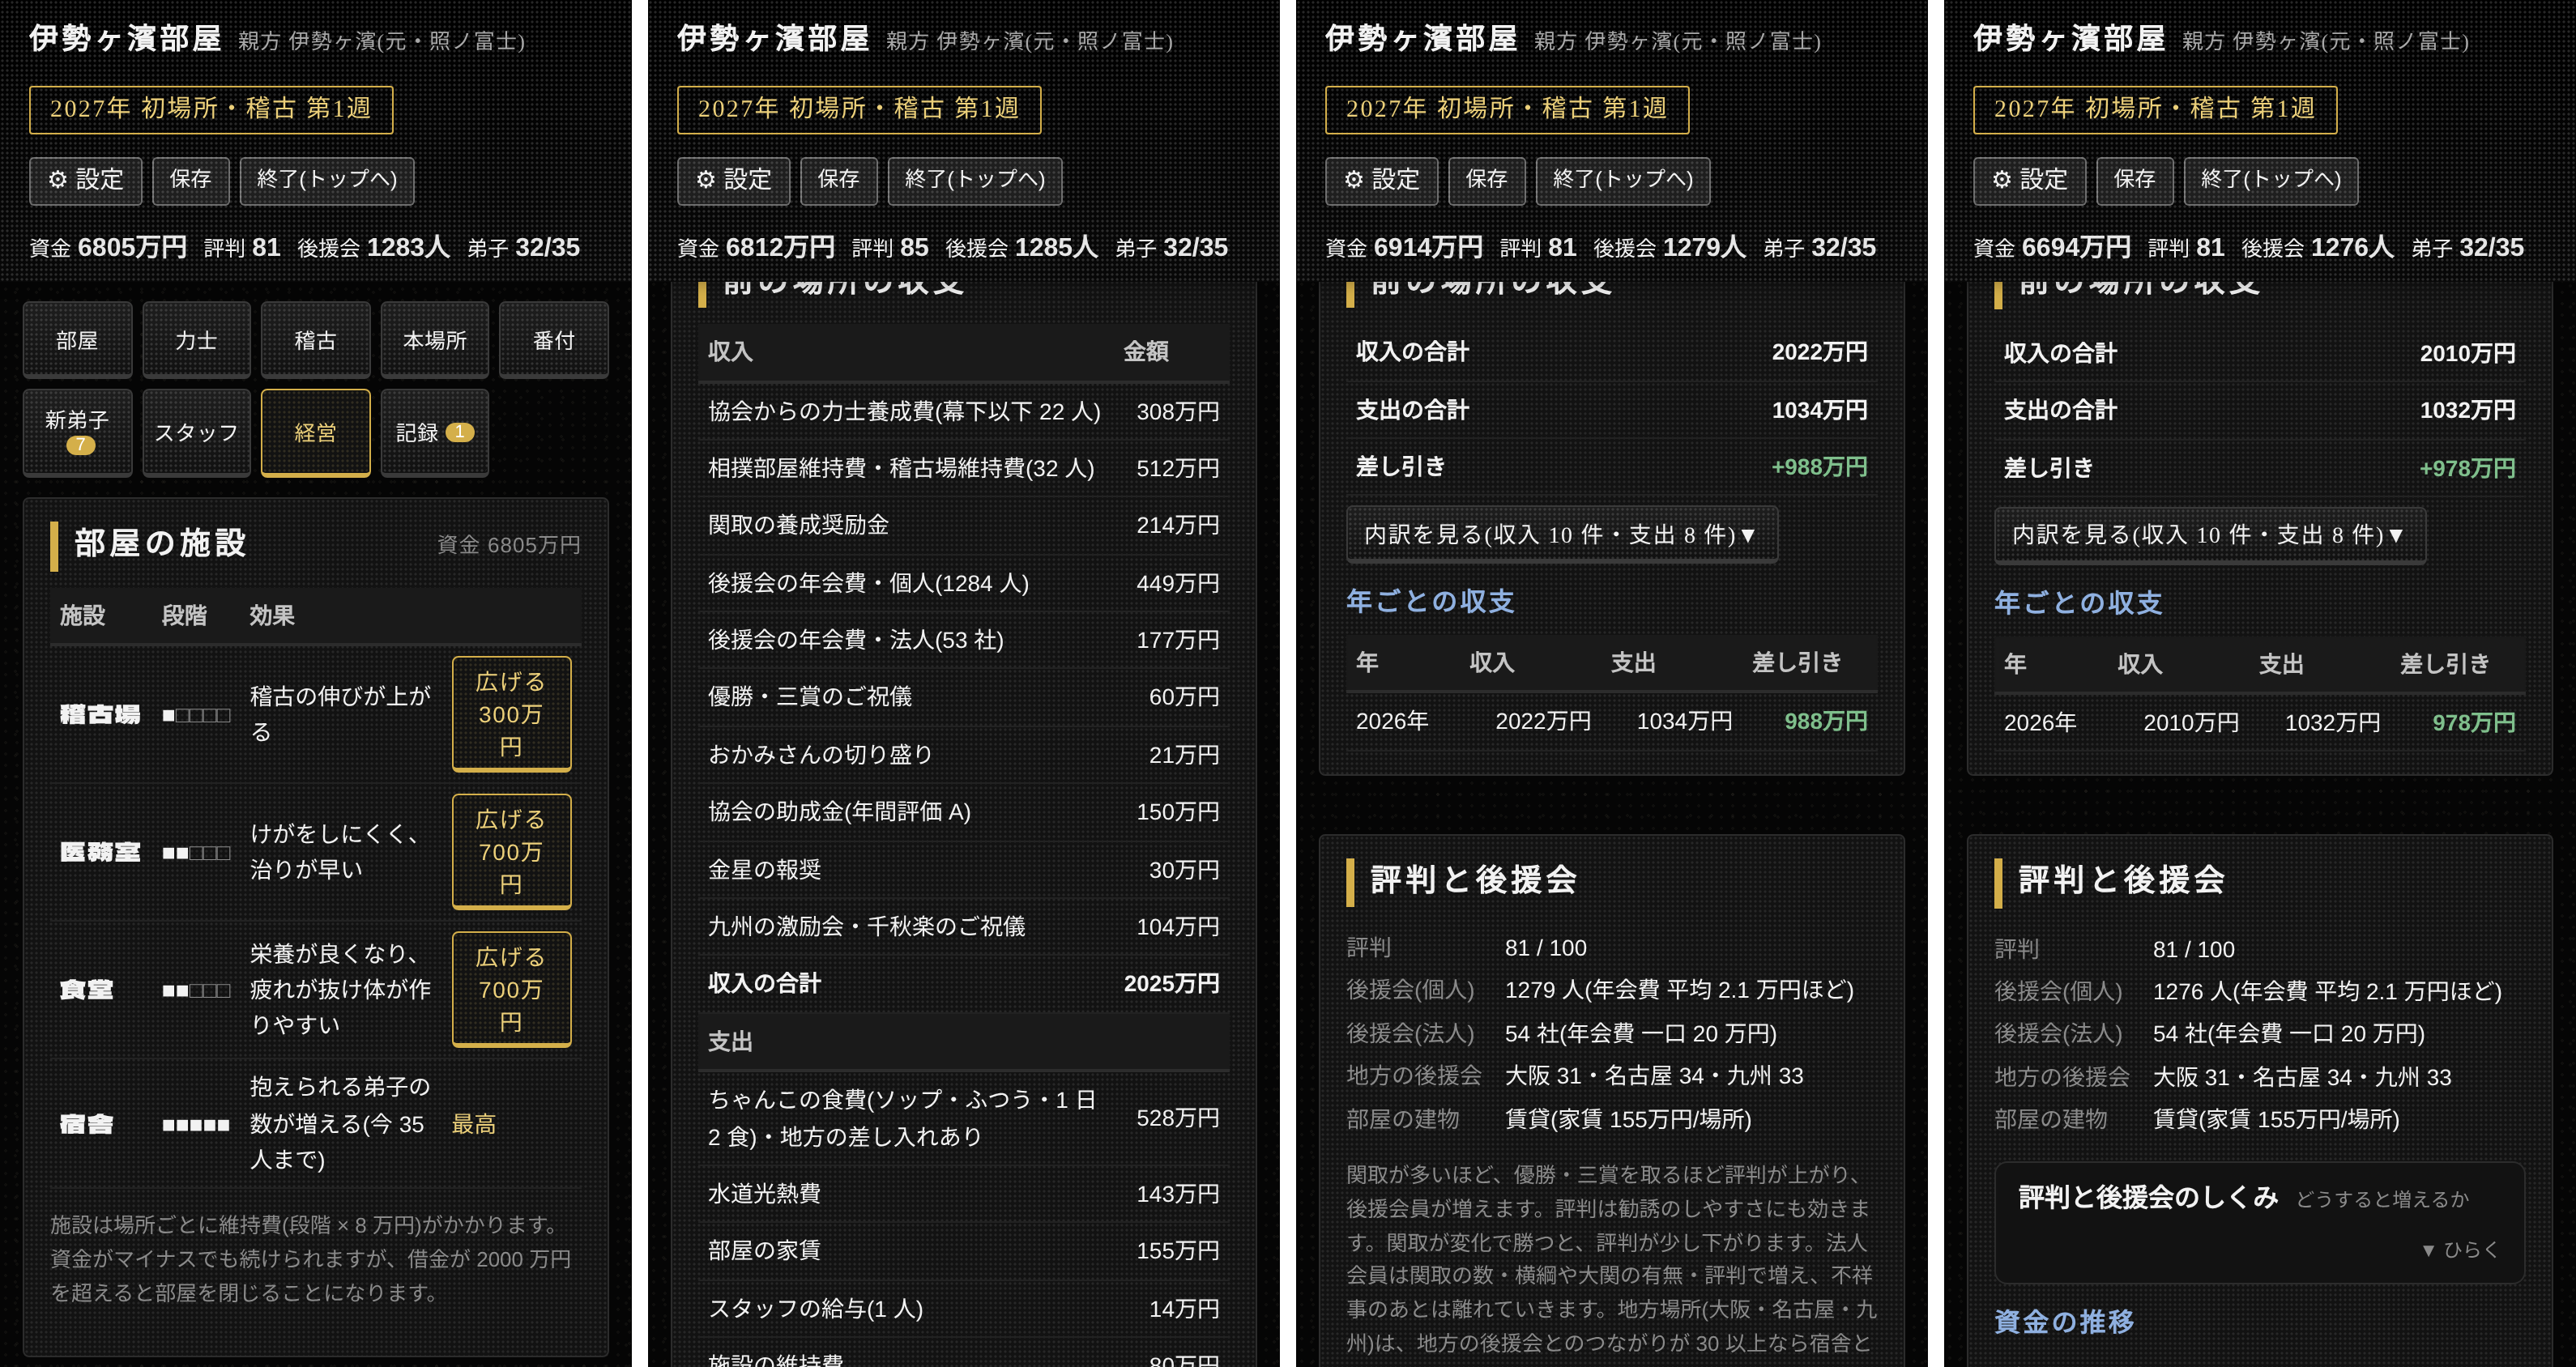 伊勢ヶ濱部屋 親方 伊勢ヶ濱(元・照ノ富士)
2027年 初場所・稽古 第1週
⚙ 設定 保存 終了(トップへ)
資金 6805万円 評判 81 後援会 1283人 弟子 32/35
部屋 力士 稽古 本場所 番付
新弟子 7 スタッフ 経営 記録 1
部屋の施設 資金 6805万円
施設 段階 効果
稽古場 ■□□□□ 稽古の伸びが上が
る
広げる
300万
円
医務室 ■■□□□ けがをしにくく、
治りが早い
広げる
700万
円
食堂 ■■□□□ 栄養が良くなり、
疲れが抜け体が作
りやすい
広げる
700万
円
宿舎 ■■■■■ 抱えられる弟子の
数が増える(今 35
人まで)
最高
施設は場所ごとに維持費(段階 × 8 万円)がかかります。
資金がマイナスでも続けられますが、借金が 2000 万円
を超えると部屋を閉じることになります。
伊勢ヶ濱部屋 親方 伊勢ヶ濱(元・照ノ富士)
2027年 初場所・稽古 第1週
⚙ 設定 保存 終了(トップへ)
資金 6812万円 評判 85 後援会 1285人 弟子 32/35
前の場所の収支
収入 金額
協会からの力士養成費(幕下以下 22 人) 308万円
相撲部屋維持費・稽古場維持費(32 人) 512万円
関取の養成奨励金 214万円
後援会の年会費・個人(1284 人) 449万円
後援会の年会費・法人(53 社) 177万円
優勝・三賞のご祝儀 60万円
おかみさんの切り盛り 21万円
協会の助成金(年間評価 A) 150万円
金星の報奨 30万円
九州の激励会・千秋楽のご祝儀 104万円
収入の合計 2025万円
支出
ちゃんこの食費(ソップ・ふつう・1 日
2 食)・地方の差し入れあり 528万円
水道光熱費 143万円
部屋の家賃 155万円
スタッフの給与(1 人) 14万円
施設の維持費 80万円
伊勢ヶ濱部屋 親方 伊勢ヶ濱(元・照ノ富士)
2027年 初場所・稽古 第1週
⚙ 設定 保存 終了(トップへ)
資金 6914万円 評判 81 後援会 1279人 弟子 32/35
前の場所の収支
収入の合計 2022万円
支出の合計 1034万円
差し引き +988万円
内訳を見る(収入 10 件・支出 8 件)▼
年ごとの収支
年 収入 支出 差し引き
2026年 2022万円 1034万円 988万円
評判と後援会
評判 81 / 100
後援会(個人) 1279 人(年会費 平均 2.1 万円ほど)
後援会(法人) 54 社(年会費 一口 20 万円)
地方の後援会 大阪 31・名古屋 34・九州 33
部屋の建物 賃貸(家賃 155万円/場所)
関取が多いほど、優勝・三賞を取るほど評判が上がり、
後援会員が増えます。評判は勧誘のしやすさにも効きま
す。関取が変化で勝つと、評判が少し下がります。法人
会員は関取の数・横綱や大関の有無・評判で増え、不祥
事のあとは離れていきます。地方場所(大阪・名古屋・九
州)は、地方の後援会とのつながりが 30 以上なら宿舎と
伊勢ヶ濱部屋 親方 伊勢ヶ濱(元・照ノ富士)
2027年 初場所・稽古 第1週
⚙ 設定 保存 終了(トップへ)
資金 6694万円 評判 81 後援会 1276人 弟子 32/35
前の場所の収支
収入の合計 2010万円
支出の合計 1032万円
差し引き +978万円
内訳を見る(収入 10 件・支出 8 件)▼
年ごとの収支
年 収入 支出 差し引き
2026年 2010万円 1032万円 978万円
評判と後援会
評判 81 / 100
後援会(個人) 1276 人(年会費 平均 2.1 万円ほど)
後援会(法人) 54 社(年会費 一口 20 万円)
地方の後援会 大阪 31・名古屋 34・九州 33
部屋の建物 賃貸(家賃 155万円/場所)
評判と後援会のしくみ どうすると増えるか
▼ ひらく
資金の推移